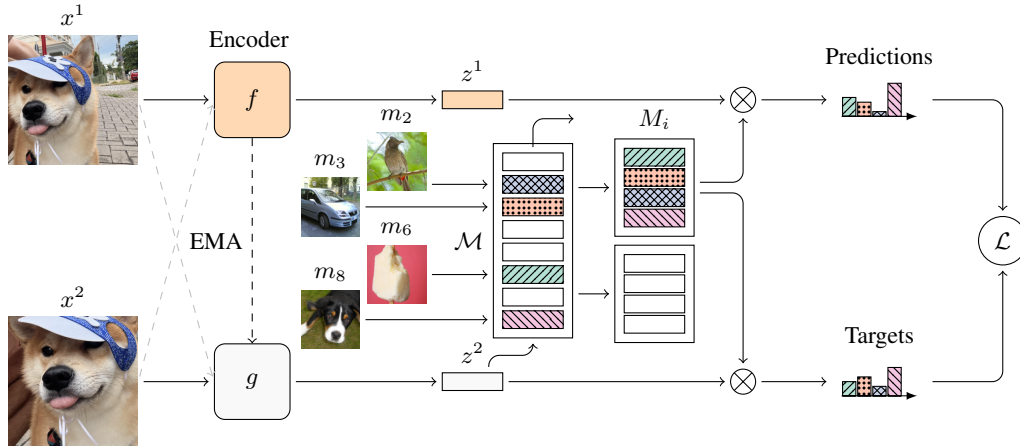 x¹
Encoder
f
z¹
Predictions
m₂
M_i
m₃
ℳ
m₆
EMA
ℒ
m₈
x²
g
z²
Targets